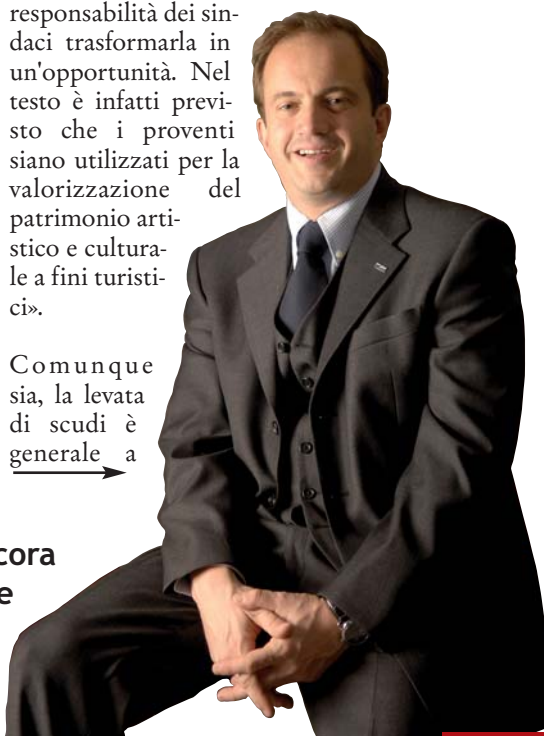 responsabilità dei sin-
daci trasformarla in
un'opportunità. Nel
testo è infatti previ-
sto che i proventi
siano utilizzati per la
valorizzazione del
patrimonio arti-
stico e cultura-
le a fini turisti-
ci».
Comunque
sia, la levata
di scudi è
generale a
cora
e